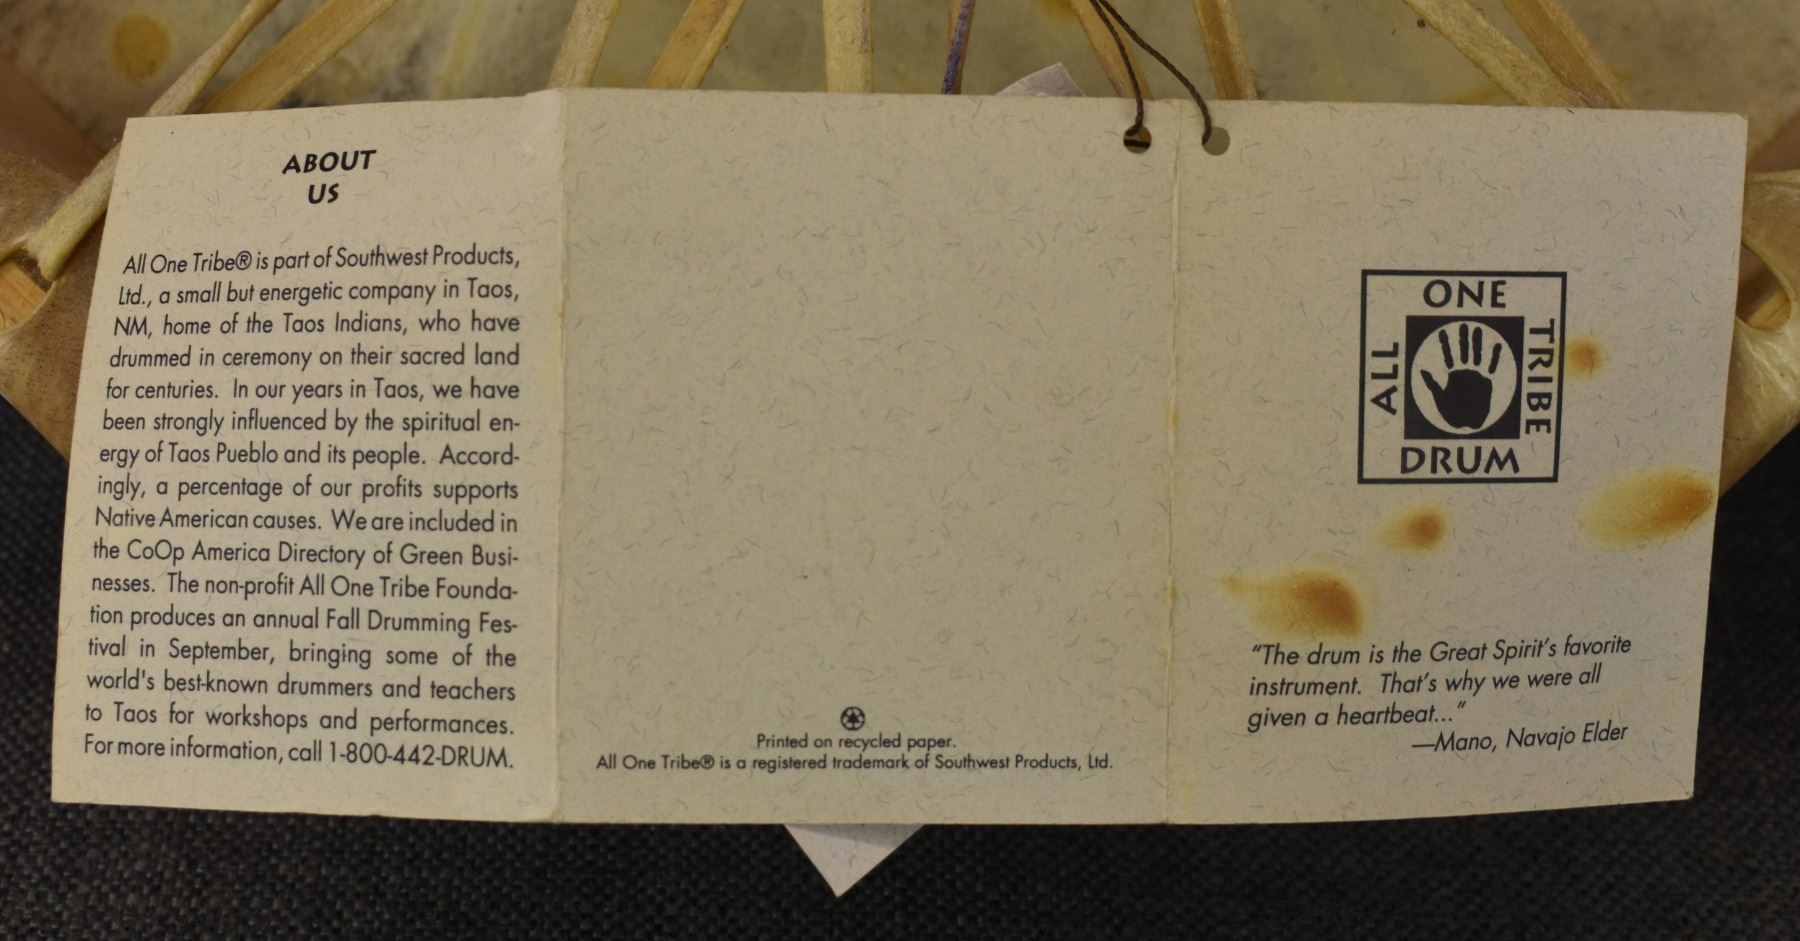 ABOUT
US
All One Tribe® is part of Southwest Products,
Ltd., a small but energetic company in Taos,
NM, home of the Taos Indians, who have
drummed in ceremony on their sacred land
for centuries. In our years in Taos, we have
been strongly influenced by the spiritual en-
ergy of Taos Pueblo and its people. Accord-
ingly, a percentage of our profits supports
Native American causes. We are included in
the CoOp America Directory of Green Busi-
nesses. The non-profit All One Tribe Founda-
tion produces an annual Fall Drumming Fes-
tival in September, bringing some of the
world's best-known drummers and teachers
to Taos for workshops and performances.
For more information, call 1-800-442-DRUM.
Printed on recycled paper.
All One Tribe® is a registered trademark of Southwest Products, Ltd.
ALL
ONE
TRIBE
DRUM
"The drum is the Great Spirit's favorite
instrument. That's why we were all
given a heartbeat..."
—Mano, Navajo Elder